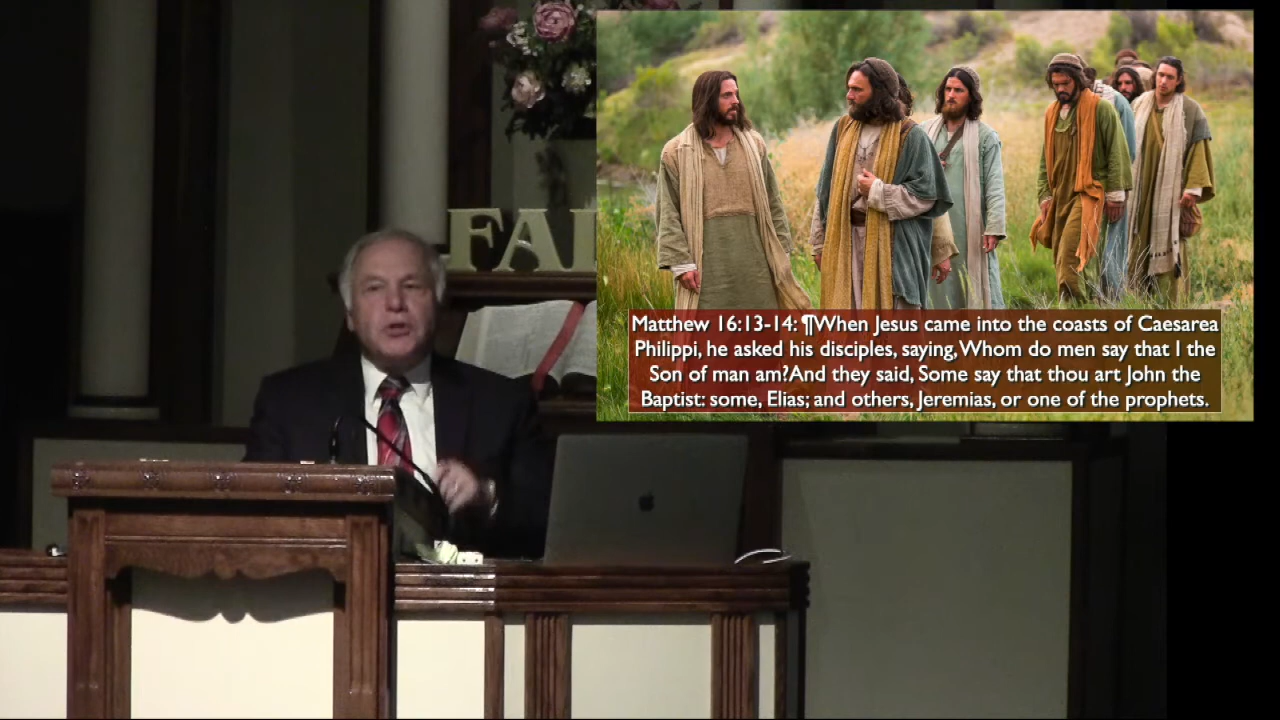 FAI
Matthew 16:13-14: ¶When Jesus came into the coasts of Caesarea
Philippi, he asked his disciples, saying,Whom do men say that I the
Son of man am?And they said, Some say that thou art John the
Baptist: some, Elias; and others, Jeremias, or one of the prophets.